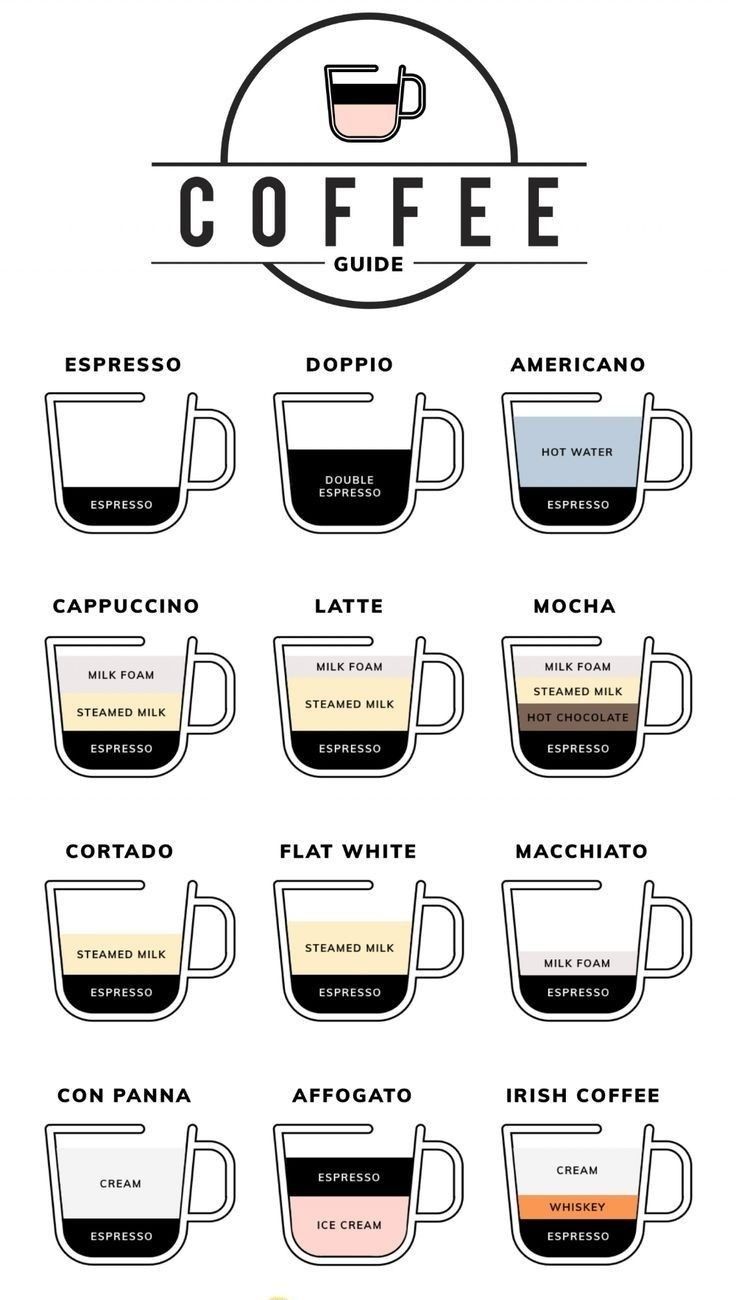 COFFEE
GUIDE
ESPRESSO
ESPRESSO
DOPPIO
DOUBLE
ESPRESSO
AMERICANO
HOT WATER
ESPRESSO
CAPPUCCINO
MILK FOAM
STEAMED MILK
ESPRESSO
LATTE
MILK FOAM
STEAMED MILK
ESPRESSO
MOCHA
MILK FOAM
STEAMED MILK
HOT CHOCOLATE
ESPRESSO
CORTADO
STEAMED MILK
ESPRESSO
FLAT WHITE
STEAMED MILK
ESPRESSO
MACCHIATO
MILK FOAM
ESPRESSO
CON PANNA
CREAM
ESPRESSO
AFFOGATO
ESPRESSO
ICE CREAM
IRISH COFFEE
CREAM
WHISKEY
ESPRESSO